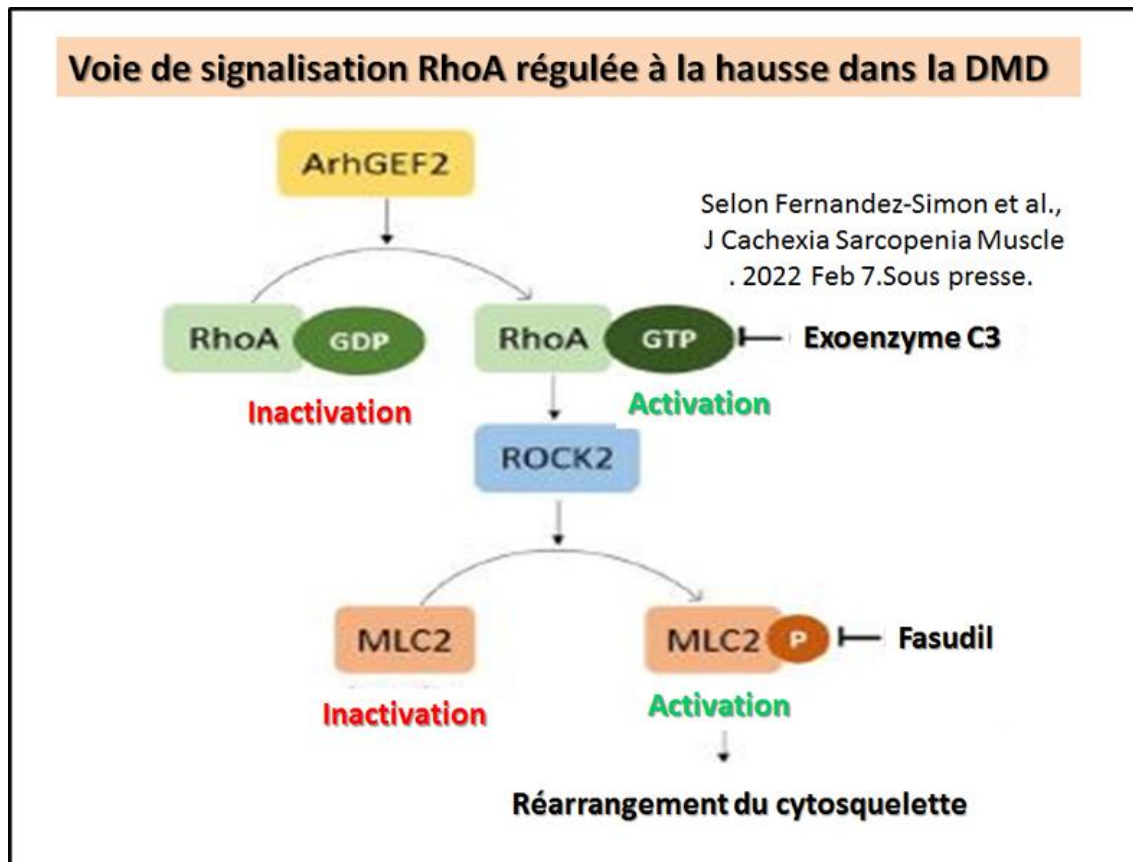 Voie de signalisation RhoA régulée à la hausse dans la DMD
ArhGEF2
Selon Fernandez-Simon et al.,
J Cachexia Sarcopenia Muscle
. 2022 Feb 7.Sous presse.
RhoA GDP
RhoA GTP
Exoenzyme C3
Inactivation
Activation
ROCK2
MLC2
MLC2 P
Fasudil
Inactivation
Activation
Réarrangement du cytosquelette